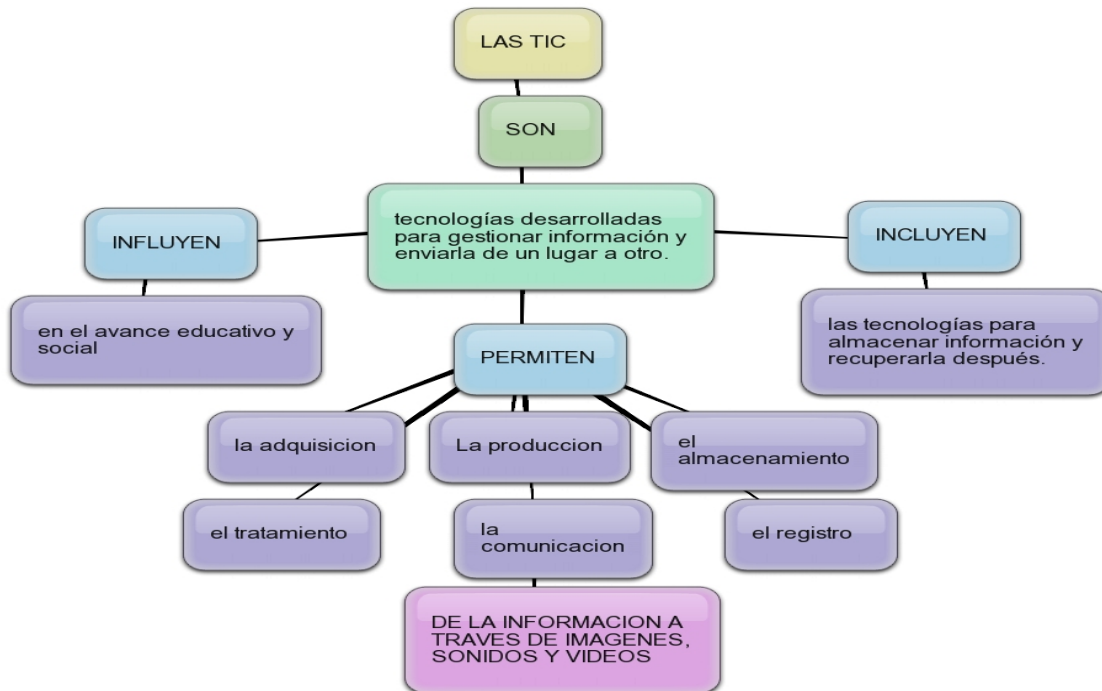 LAS TIC
SON
tecnologías desarrolladas
para gestionar información y
enviarla de un lugar a otro.
INFLUYEN
en el avance educativo y
social
INCLUYEN
las tecnologías para
almacenar información y
recuperarla después.
PERMITEN
la adquisicion
La produccion
el
almacenamiento
el tratamiento
la
comunicacion
el registro
DE LA INFORMACION A
TRAVES DE IMAGENES,
SONIDOS Y VIDEOS